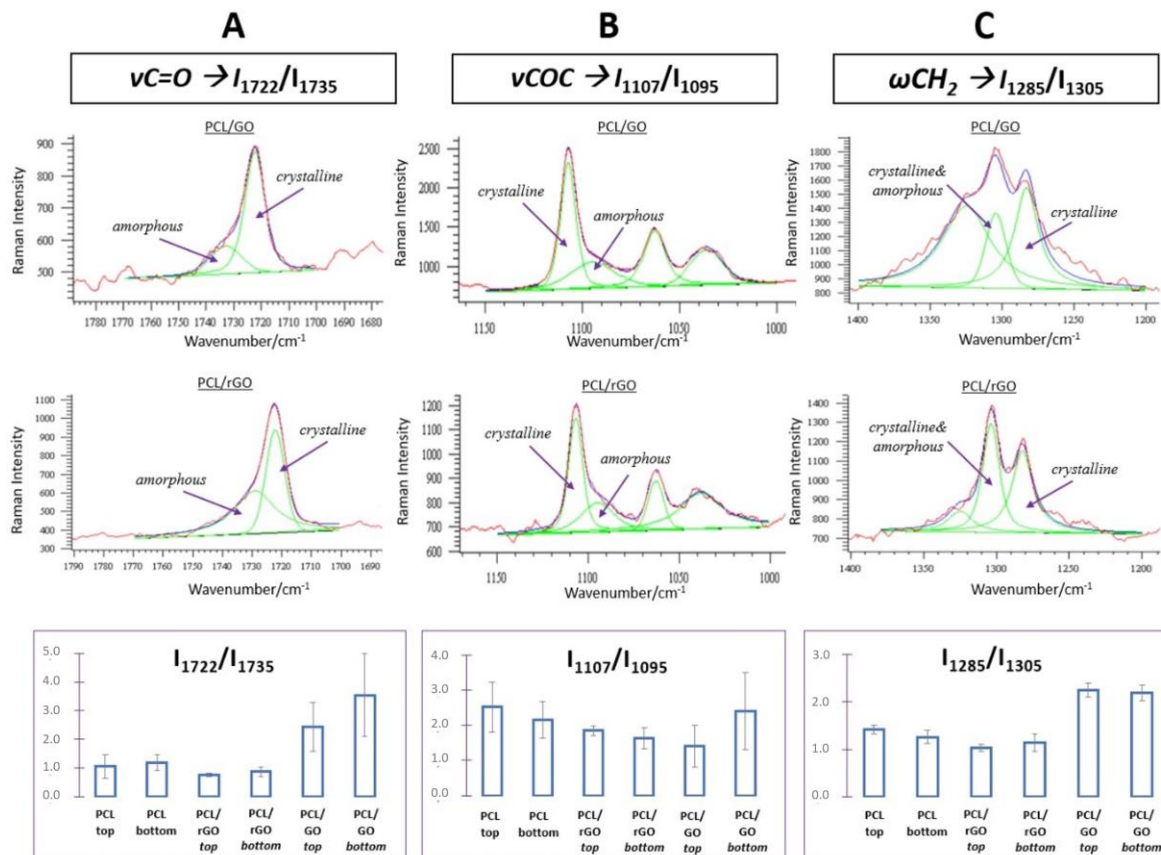 A
B
C
νC=O → I1722/I1735
νCOC → I1107/I1095
ωCH2 → I1285/I1305
PCL/GO
Raman Intensity
900
800
700
600
500
crystalline
amorphous
1780 1770 1760 1750 1740 1730 1720 1710 1700 1690 1680
Wavenumber/cm-1
PCL/GO
Raman Intensity
2500
2000
1500
1000
crystalline
amorphous
1150 1100 1050 1000
Wavenumber/cm-1
PCL/GO
Raman Intensity
1800
1700
1600
1500
1400
1300
1200
1100
1000
900
800
crystalline&
amorphous
crystalline
1400 1350 1300 1250 1200
Wavenumber/cm-1
PCL/rGO
Raman Intensity
1100
1000
900
800
700
600
500
400
300
crystalline
amorphous
1790 1780 1770 1760 1750 1740 1730 1720 1710 1700 1690
Wavenumber/cm-1
PCL/rGO
Raman Intensity
1200
1100
1000
900
800
700
600
crystalline
amorphous
1150 1100 1050 1000
Wavenumber/cm-1
PCL/rGO
Raman Intensity
1400
1300
1200
1100
1000
900
800
700
crystalline&
amorphous
crystalline
1400 1350 1300 1250 1200
Wavenumber/cm-1
I1722/I1735
5.0
4.0
3.0
2.0
1.0
0.0
PCL PCL PCL/ PCL/ PCL/ PCL/
top bottom rGO rGO GO GO
top bottom top bottom
I1107/I1095
4.0
3.0
2.0
1.0
0.0
PCL PCL PCL/ PCL/ PCL/ PCL/
top bottom rGO rGO GO GO
top bottom top bottom
I1285/I1305
3.0
2.0
1.0
0.0
PCL PCL PCL/ PCL/ PCL/ PCL/
top bottom rGO rGO GO GO
top bottom top bottom